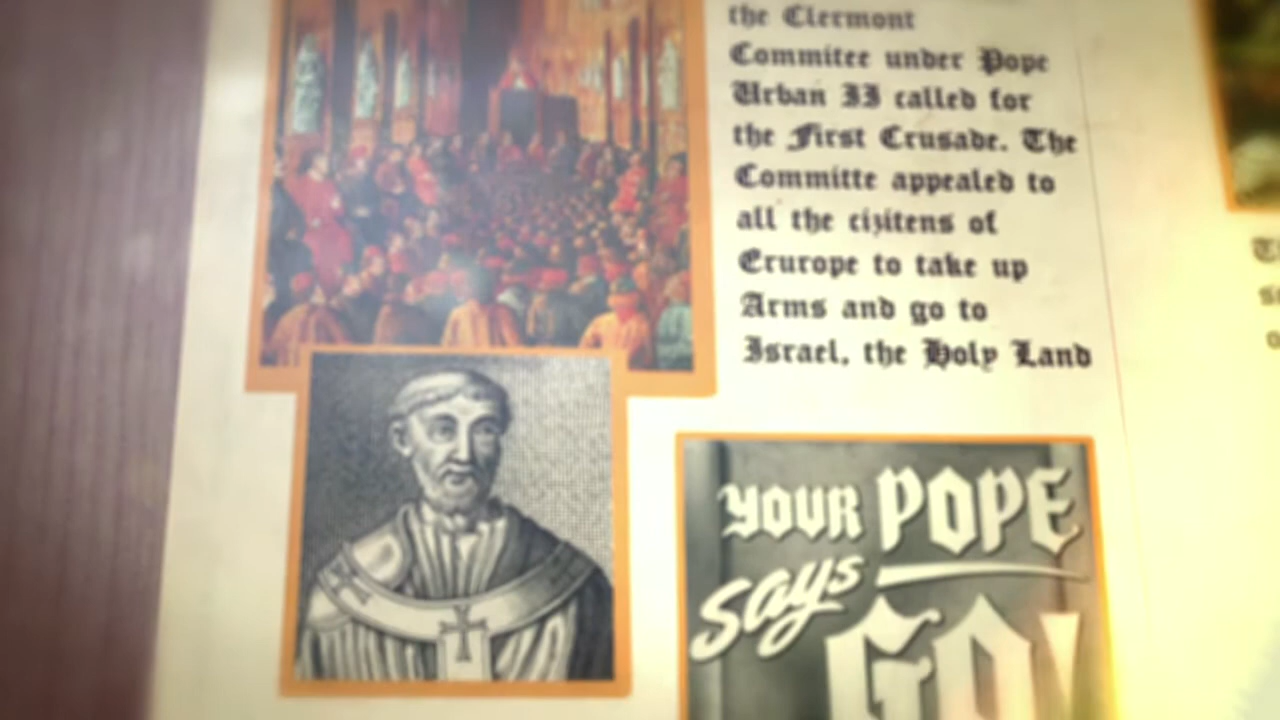 the Clermont
Commitee under Pope
Urban II called for
the First Crusade. The
Committe appealed to
all the cizitens of
Erurope to take up
Arms and go to
Israel, the Holy Land
YOUR POPE
says
GO!